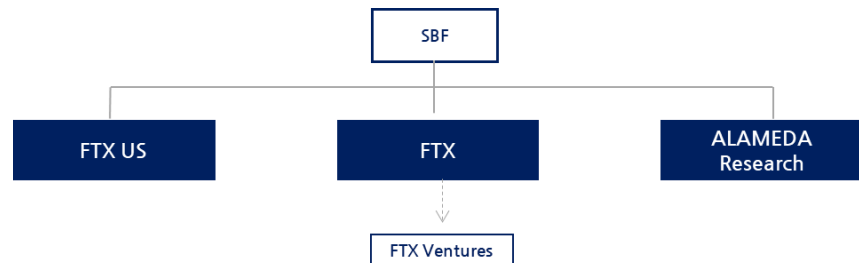 SBF
FTX US
FTX
ALAMEDA
Research
FTX Ventures